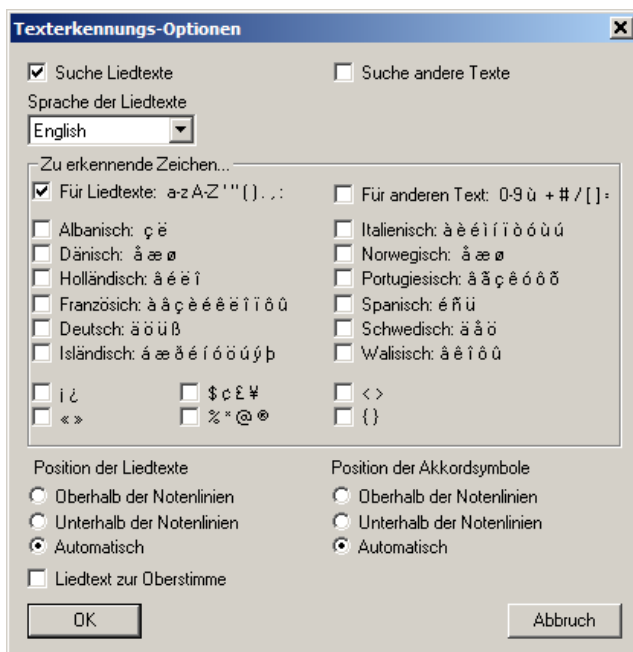 Texterkennungs-Optionen
Suche Liedtexte
Suche andere Texte
Sprache der Liedtexte
English
Zu erkennende Zeichen...
Für Liedtexte: a-z A-Z ' " ( ) . , :
Für anderen Text: 0-9 ù + # / [ ] =
Albanisch: ç ë
Italienisch: à è é ì í ï ò ó ù ú
Dänisch: å æ ø
Norwegisch: å æ ø
Holländisch: â é ë î
Portugiesisch: â ã ç ê ó ô õ
Französich: à â ç è é ê ë î ï ô û
Spanisch: é ñ ü
Deutsch: ä ö ü ß
Schwedisch: ä å ö
Isländisch: á æ ð é í ó ö ú ý þ
Walisisch: â ê î ô û
¡ ¿
$ ¢ £ ¥
< >
« »
% * @ ®
{ }
Position der Liedtexte
Position der Akkordsymbole
Oberhalb der Notenlinien
Oberhalb der Notenlinien
Unterhalb der Notenlinien
Unterhalb der Notenlinien
Automatisch
Automatisch
Liedtext zur Oberstimme
OK
Abbruch